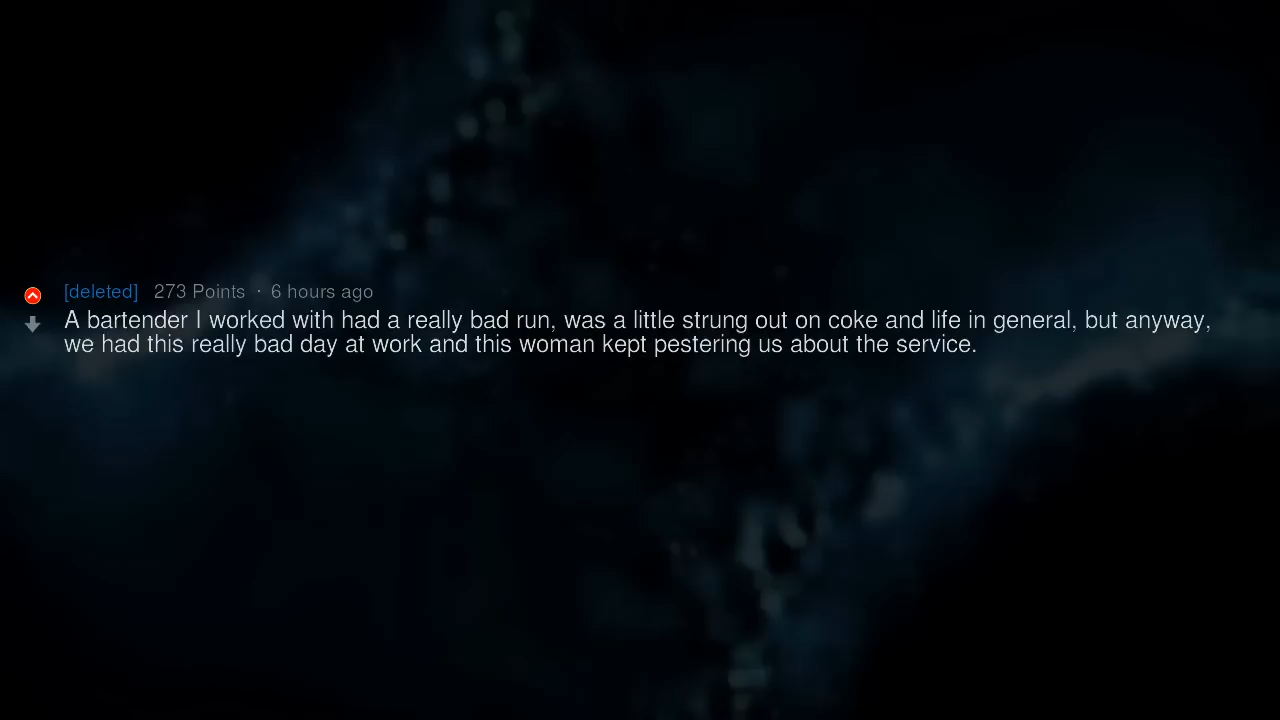 [deleted] 273 Points · 6 hours ago
A bartender I worked with had a really bad run, was a little strung out on coke and life in general, but anyway,
we had this really bad day at work and this woman kept pestering us about the service.